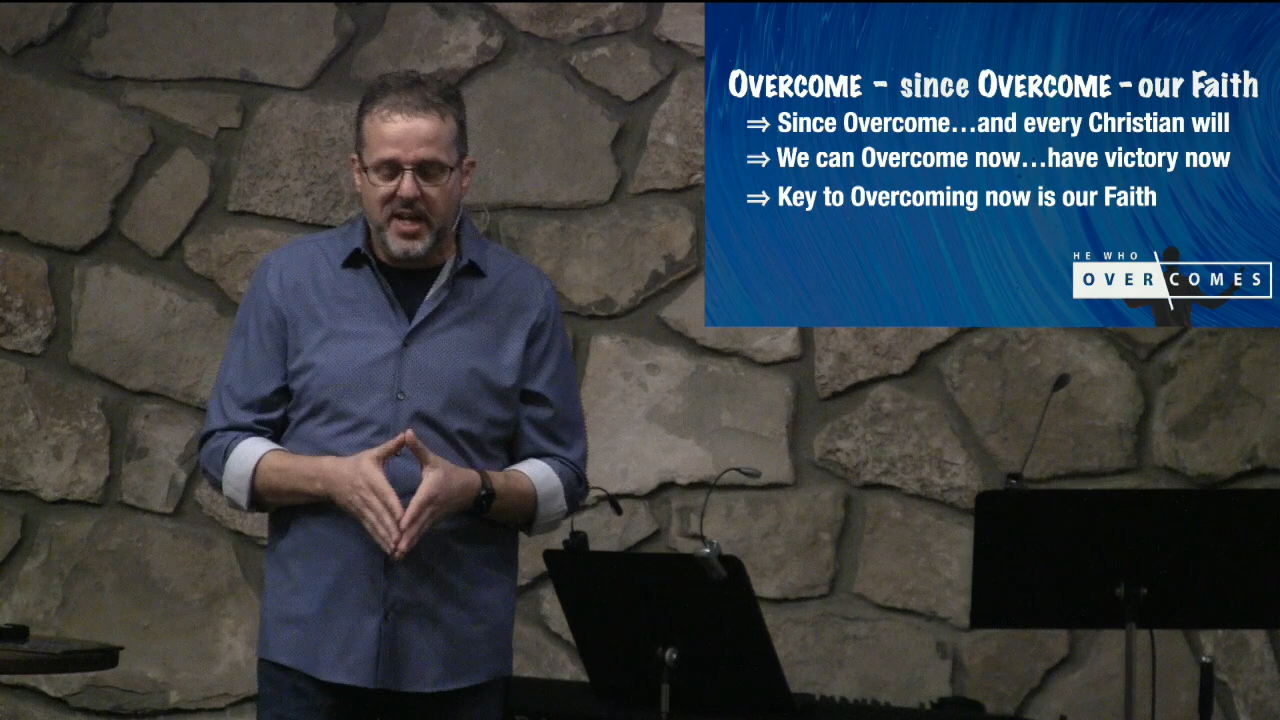 OVERCOME - since OVERCOME - our Faith
⇒ Since Overcome...and every Christian will
⇒ We can Overcome now...have victory now
⇒ Key to Overcoming now is our Faith
HE WHO
OVERCOMES